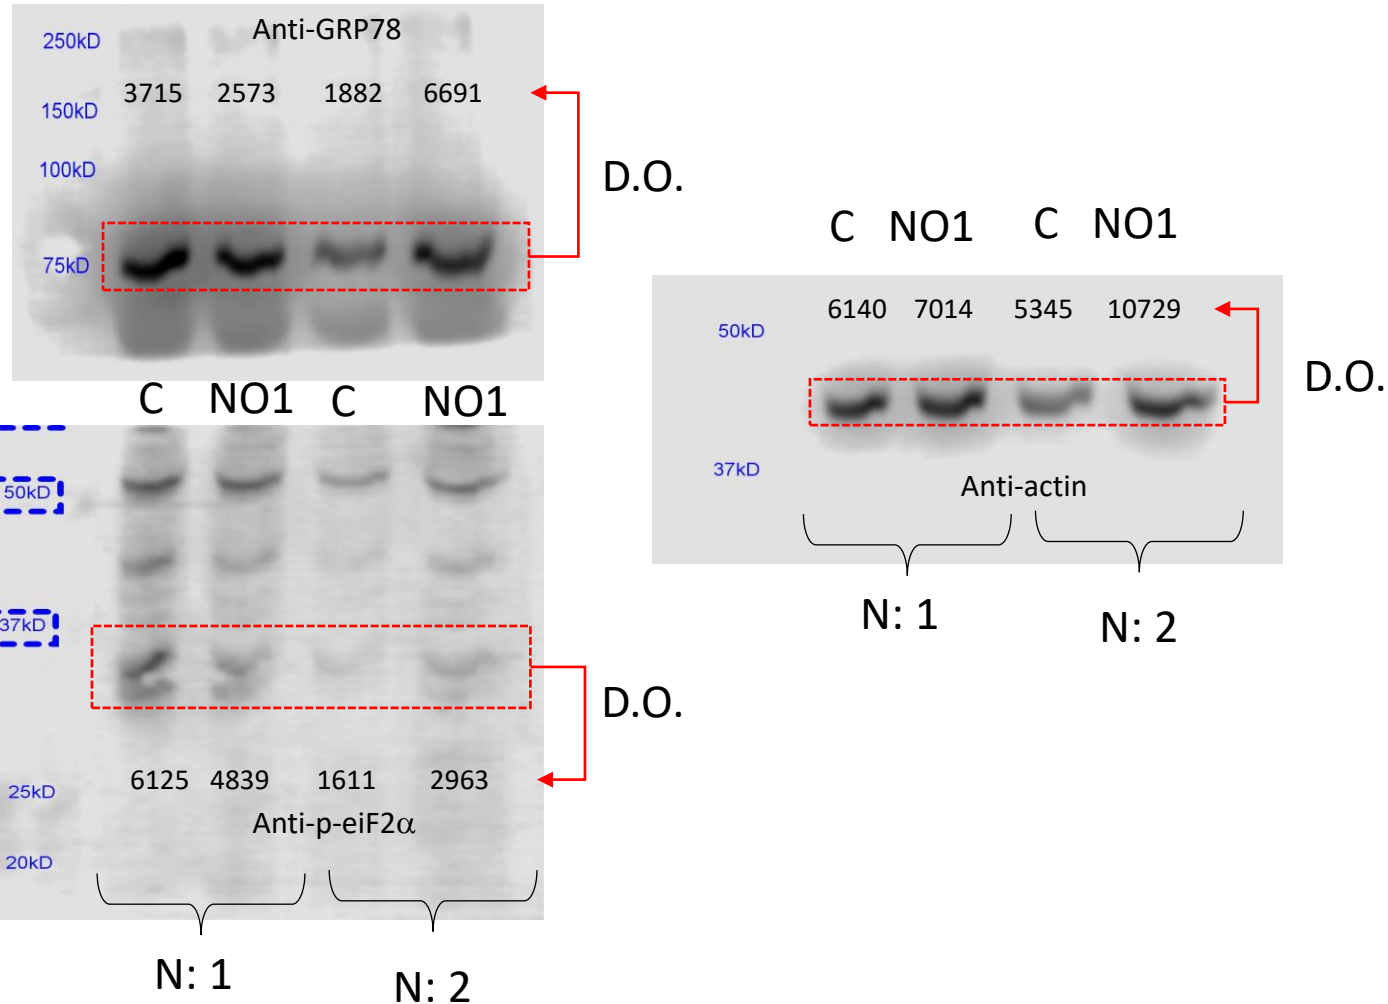 Anti-GRP78
250kD
3715 2573 1882 6691
150kD
100kD
D.O.
75kD
C NO1 C NO1
50kD
37kD
D.O.
6125 4839 1611 2963
25kD
Anti-p-eiF2α
20kD
N: 1 N: 2
C NO1 C NO1
6140 7014 5345 10729
50kD
D.O.
37kD
Anti-actin
N: 1 N: 2